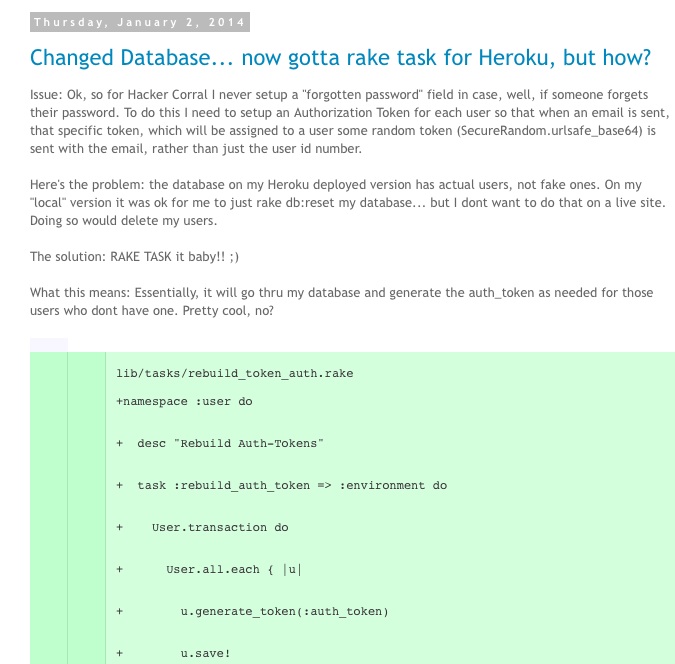 Thursday, January 2, 2014
Changed Database... now gotta rake task for Heroku, but how?
Issue: Ok, so for Hacker Corral I never setup a "forgotten password" field in case, well, if someone forgets
their password. To do this I need to setup an Authorization Token for each user so that when an email is sent,
that specific token, which will be assigned to a user some random token (SecureRandom.urlsafe_base64) is
sent with the email, rather than just the user id number.
Here's the problem: the database on my Heroku deployed version has actual users, not fake ones. On my
"local" version it was ok for me to just rake db:reset my database... but I dont want to do that on a live site.
Doing so would delete my users.
The solution: RAKE TASK it baby!! ;)
What this means: Essentially, it will go thru my database and generate the auth_token as needed for those
users who dont have one. Pretty cool, no?
lib/tasks/rebuild_token_auth.rake
+namespace :user do
+  desc "Rebuild Auth-Tokens"
+  task :rebuild_auth_token => :environment do
+    User.transaction do
+      User.all.each { |u|
+        u.generate_token(:auth_token)
+        u.save!